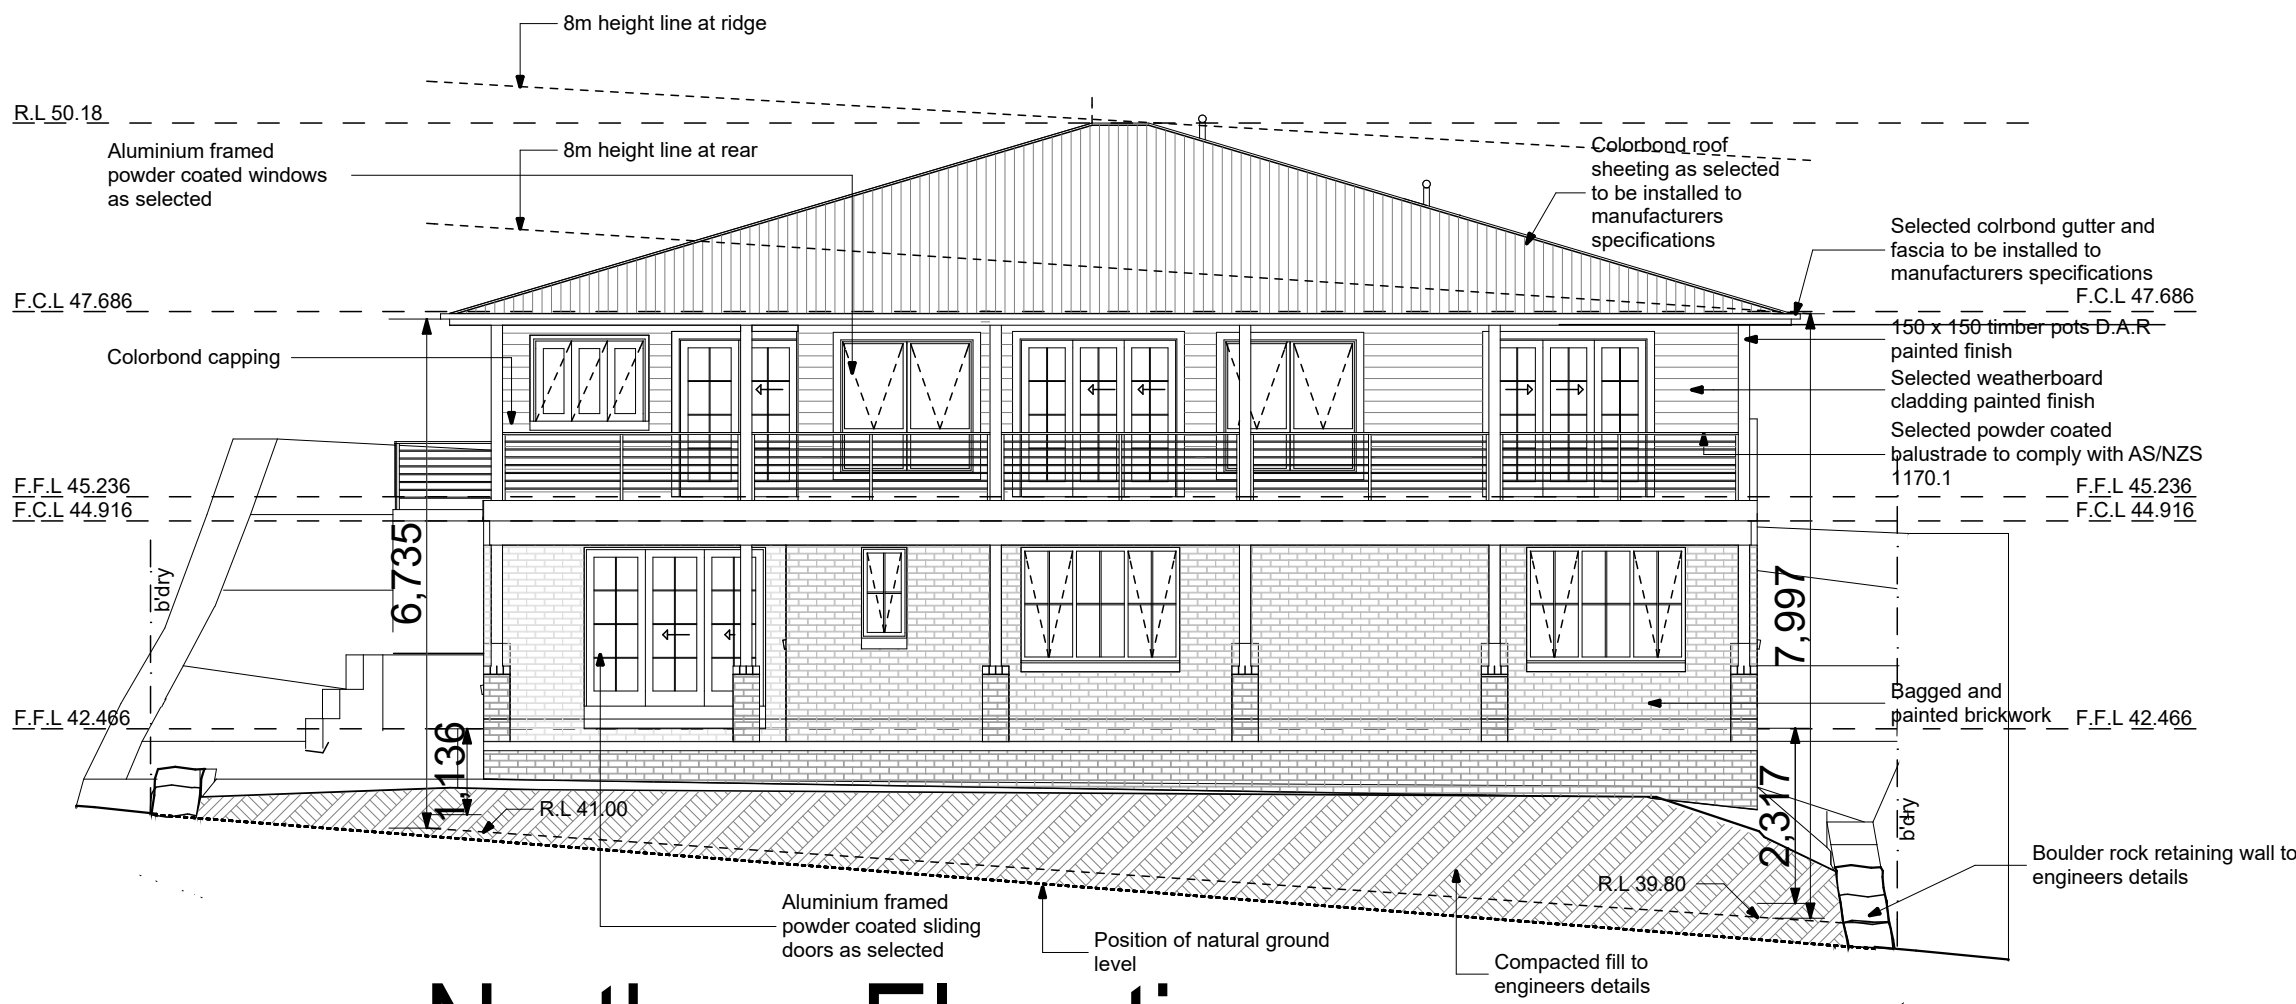 8m height line at ridge
R.L 50.18
Aluminium framed
powder coated windows
as selected
8m height line at rear
Colorbond roof
sheeting as selected
to be installed to
manufacturers
specifications
Selected colrbond gutter and
fascia to be installed to
manufacturers specifications
F.C.L 47.686
F.C.L 47.686
150 x 150 timber pots D.A.R
painted finish
Colorbond capping
Selected weatherboard
cladding painted finish
Selected powder coated
balustrade to comply with AS/NZS
1170.1
F.F.L 45.236
F.F.L 45.236
F.C.L 44.916
F.C.L 44.916
6,735
7,997
b'dry
Bagged and
painted brickwork
F.F.L 42.466
F.F.L 42.466
1,136
2,317
R.L 41.00
b'dry
R.L 39.80
Boulder rock retaining wall to
engineers details
Aluminium framed
powder coated sliding
doors as selected
Position of natural ground
level
Compacted fill to
engineers details